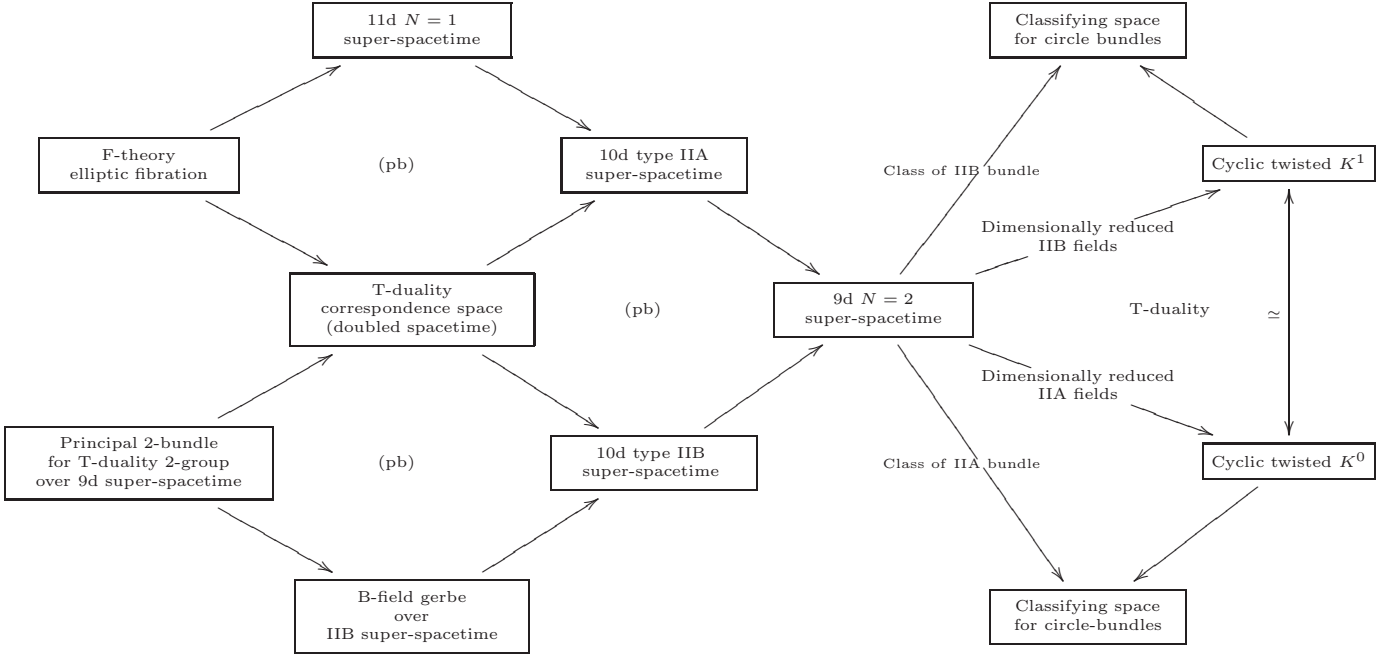 11d N = 1
super-spacetime
Classifying space
for circle bundles
F-theory
elliptic fibration
(pb)
10d type IIA
super-spacetime
Class of IIB bundle
Cyclic twisted K¹
Dimensionally reduced
IIB fields
T-duality
correspondence space
(doubled spacetime)
(pb)
9d N = 2
super-spacetime
T-duality
≃
Dimensionally reduced
IIA fields
Principal 2-bundle
for T-duality 2-group
over 9d super-spacetime
(pb)
10d type IIB
super-spacetime
Class of IIA bundle
Cyclic twisted K⁰
B-field gerbe
over
IIB super-spacetime
Classifying space
for circle-bundles